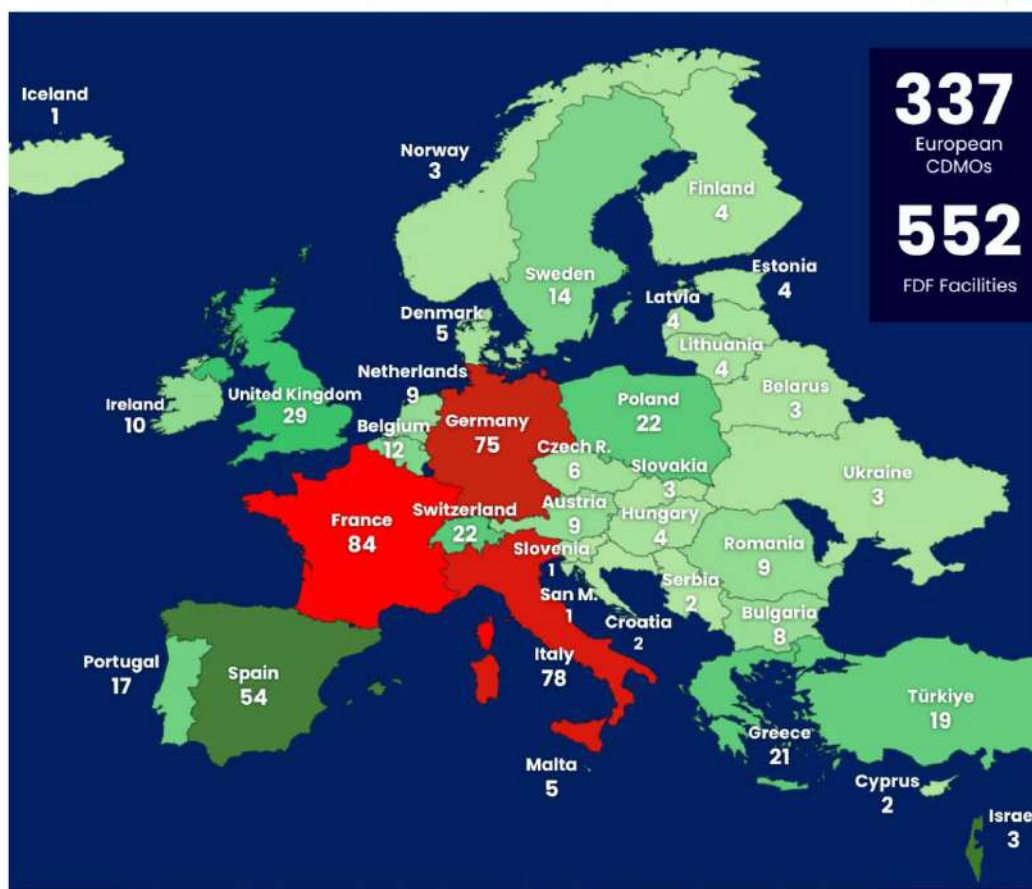 337
European
CDMOs
552
FDF Facilities
Iceland
1
Norway
3
Finland
4
Sweden
14
Estonia
4
Latvia
4
Denmark
5
Lithuania
4
Netherlands
9
Belarus
3
Ireland
10
United Kingdom
29
Belgium
12
Germany
75
Poland
22
Czech R.
6
Slovakia
3
Ukraine
3
France
84
Switzerland
22
Austria
9
Hungary
4
Slovenia
1
Romania
9
San M.
1
Serbia
2
Croatia
2
Bulgaria
8
Portugal
17
Spain
54
Italy
78
Türkiye
19
Greece
21
Malta
5
Cyprus
2
Israe
3